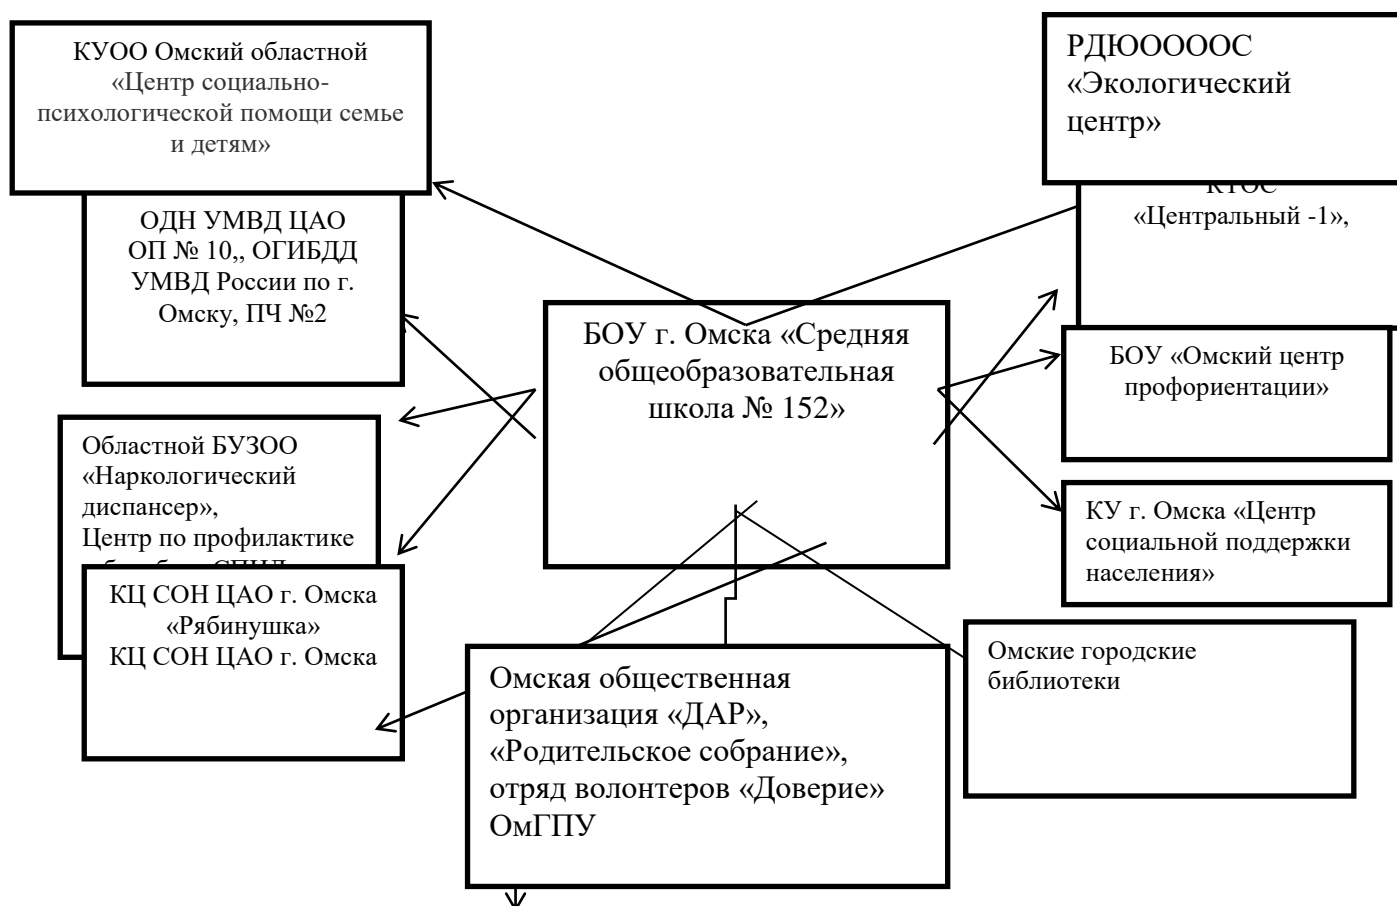 КУОО Омский областной
«Центр социально-
психологической помощи семье
и детям»
РДЮООООС
«Экологический
центр»
КТОС
«Центральный -1»,
ОДН УМВД ЦАО
ОП № 10,, ОГИБДД
УМВД России по г.
Омску, ПЧ №2
БОУ г. Омска «Средняя
общеобразовательная
школа № 152»
БОУ «Омский центр
профориентации»
Областной БУЗОО
«Наркологический
диспансер»,
Центр по профилактике
КУ г. Омска «Центр
социальной поддержки
населения»
КЦ СОН ЦАО г. Омска
«Рябинушка»
КЦ СОН ЦАО г. Омска
Омские городские
библиотеки
Омская общественная
организация «ДАР»,
«Родительское собрание»,
отряд волонтеров «Доверие»
ОмГПУ